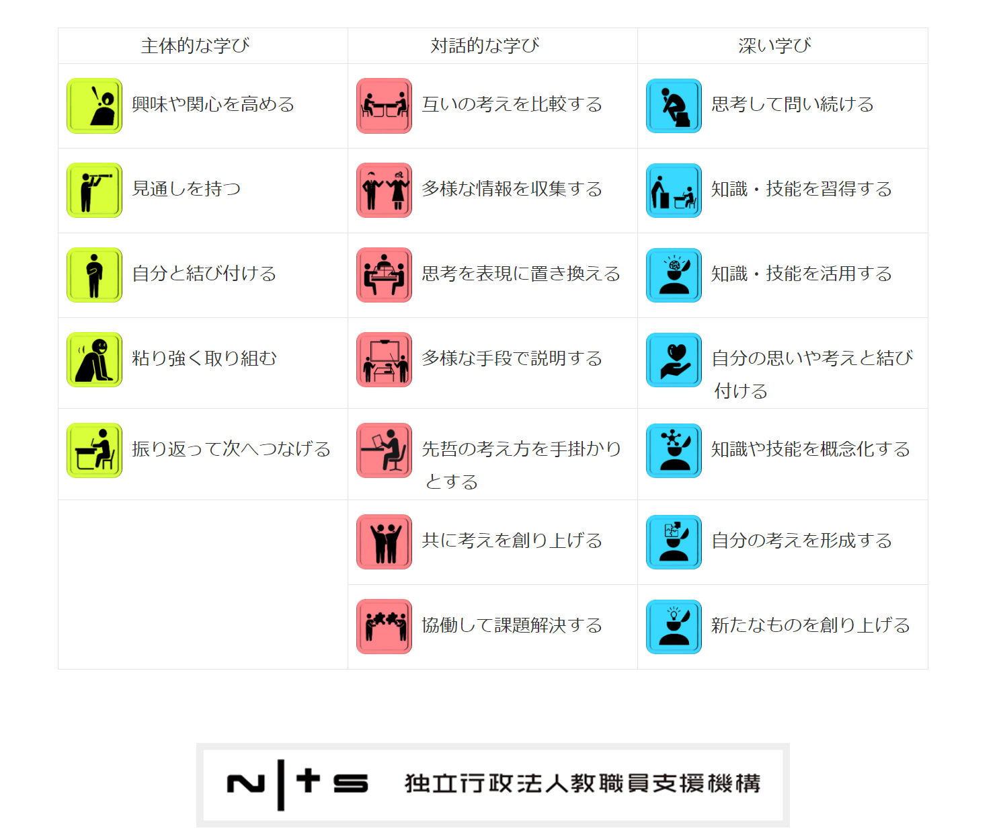 主体的な学び 対話的な学び 深い学び
興味や関心を高める 互いの考えを比較する 思考して問い続ける
見通しを持つ 多様な情報を収集する 知識・技能を習得する
自分と結び付ける 思考を表現に置き換える 知識・技能を活用する
粘り強く取り組む 多様な手段で説明する 自分の思いや考えと結び
付ける
振り返って次へつなげる 先哲の考え方を手掛かり 知識や技能を概念化する
とする
共に考えを創り上げる 自分の考えを形成する
協働して課題解決する 新たなものを創り上げる
NITS 独立行政法人教職員支援機構